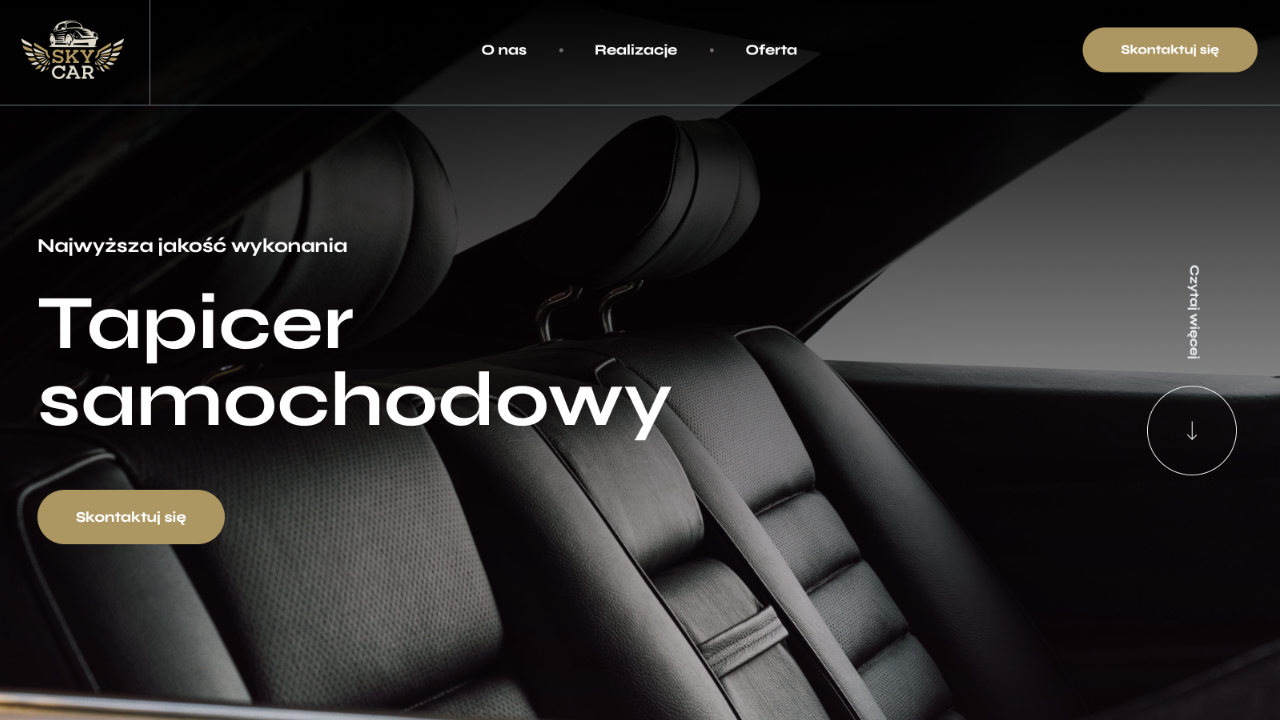 SKY
CAR
O nas
Realizacje
Oferta
Skontaktuj się
Najwyższa jakość wykonania
Tapicer
samochodowy
Skontaktuj się
Czytaj więcej